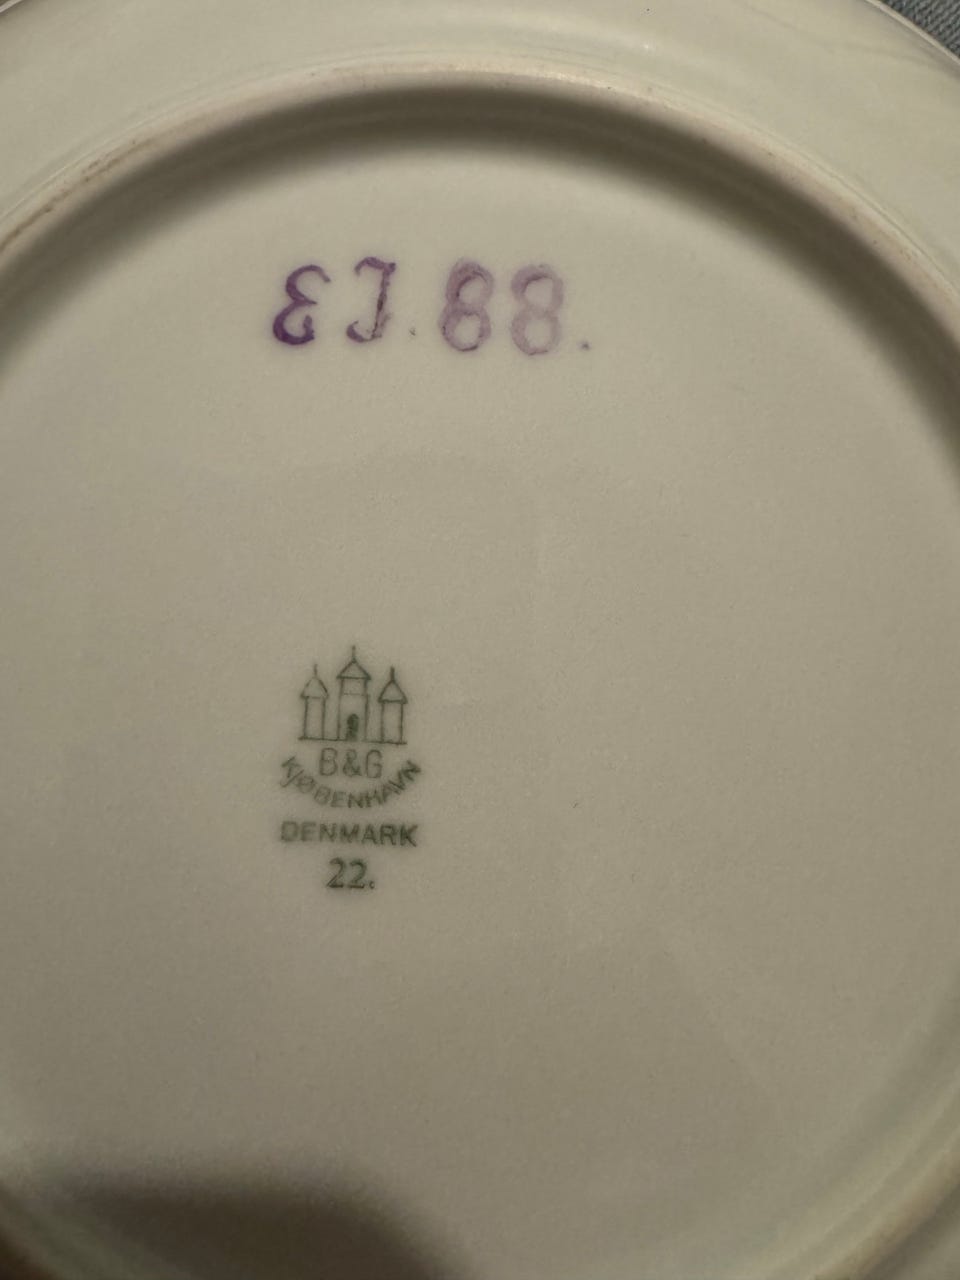 EJ. 88.
B&G
KJØBENHAVN
DENMARK
22.